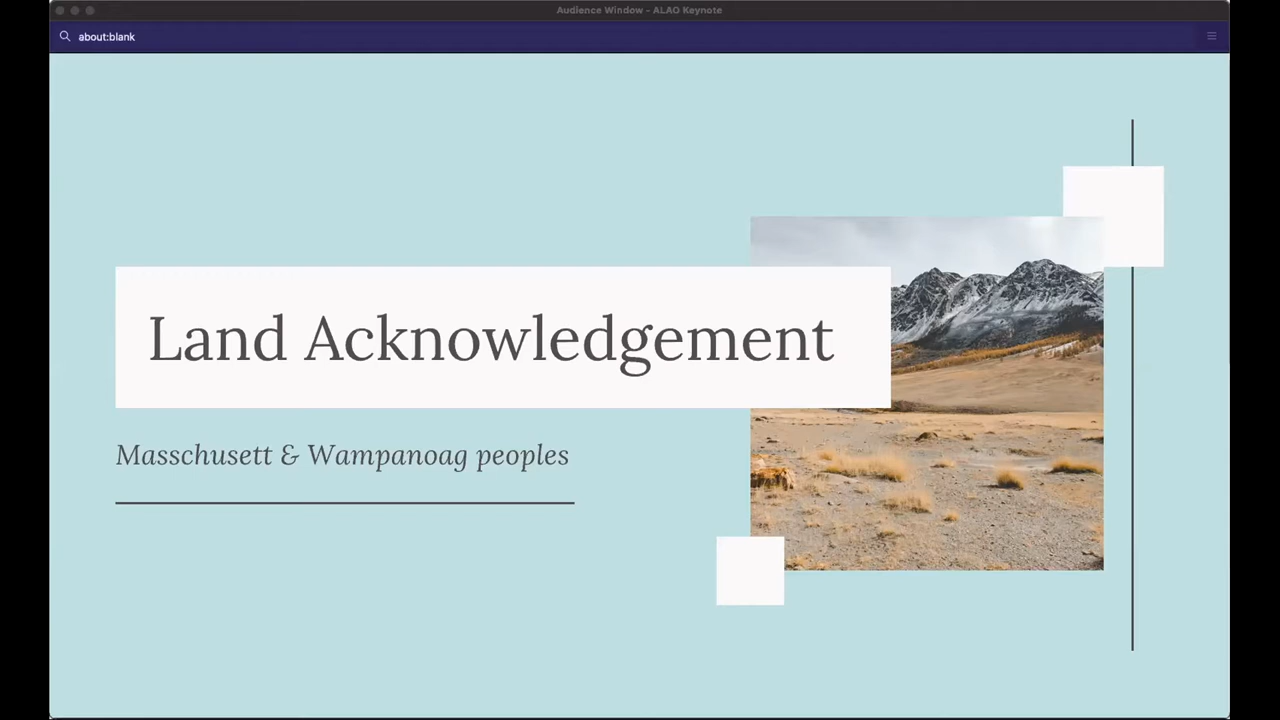 Audience Window - ALAO Keynote
about:blank
Land Acknowledgement
Masschusett & Wampanoag peoples